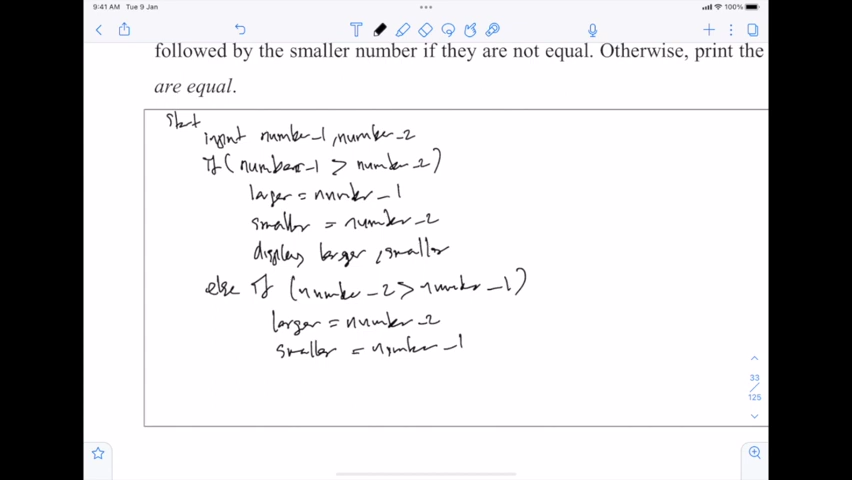 9:41 AM Tue 9 Jan
100%
followed by the smaller number if they are not equal. Otherwise, print the
are equal.
Start
input number_1, number_2
If (number_1 > number_2)
larger = number_1
smaller = number_2
display larger, smaller
else If (number_2 > number_1)
larger = number_2
smaller = number_1
33
125